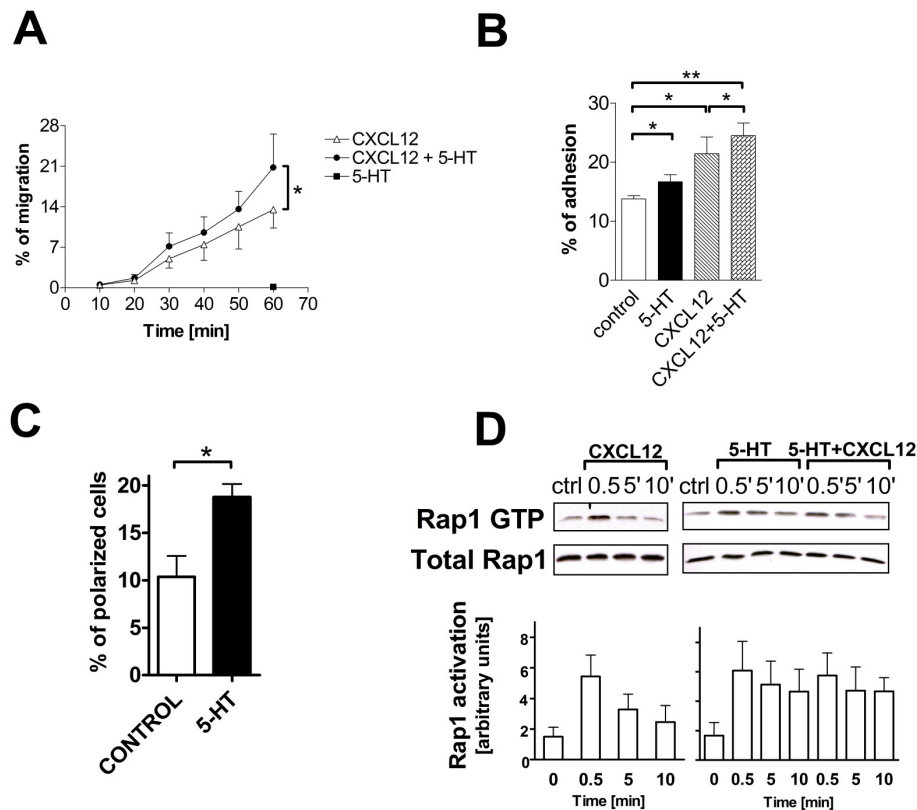 A
% of migration
28
21
14
7
0
0 10 20 30 40 50 60 70
Time [min]
CXCL12
CXCL12 + 5-HT
5-HT
*
B
% of adhesion
30
20
10
0
**
* *
*
control
5-HT
CXCL12
CXCL12+5-HT
C
% of polarized cells
20
15
10
5
0
*
CONTROL
5-HT
D
CXCL12
5-HT 5-HT+CXCL12
ctrl 0.5 5' 10'
ctrl 0.5' 5' 10' 0.5' 5' 10'
Rap1 GTP
Total Rap1
Rap1 activation
[arbitrary units]
8
6
4
2
0
0 0.5 5 10
Time [min]
8
6
4
2
0
0 0.5 5 10 0.5 5 10
Time [min]